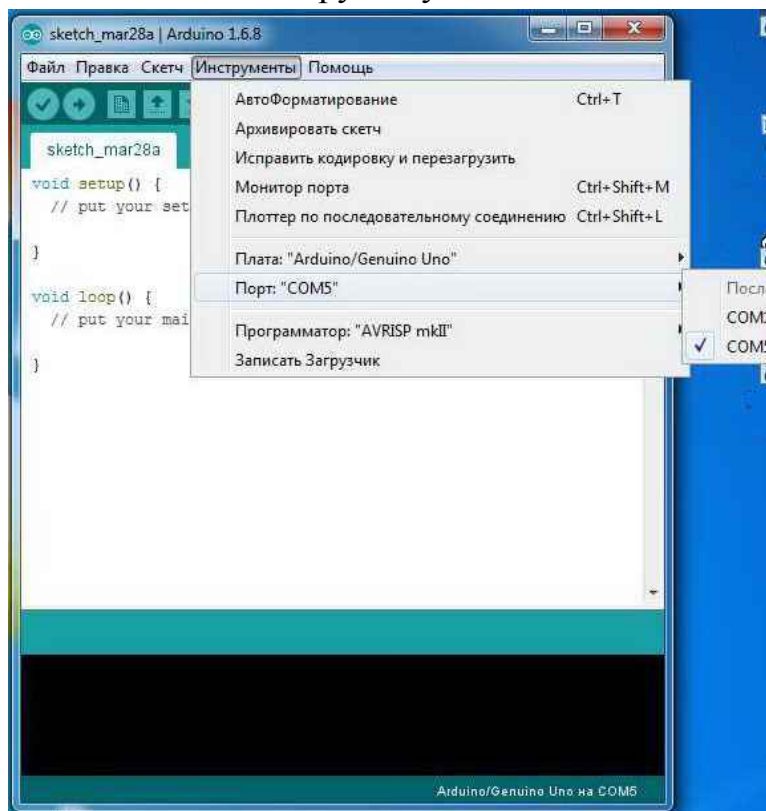 sketch_mar28a | Arduino 1.6.8
Файл Правка Скетч Инструменты Помощь
АвтоФорматирование Ctrl+T
Архивировать скетч
Исправить кодировку и перезагрузить
Монитор порта Ctrl+Shift+M
Плоттер по последовательному соединению Ctrl+Shift+L
Плата: "Arduino/Genuino Uno"
Порт: "COM5"
Программатор: "AVRISP mkII"
Записать Загрузчик
COM5
sketch_mar28a
void setup() {
// put your set
}
void loop() {
// put your mai
}
Arduino/Genuino Uno на COM5